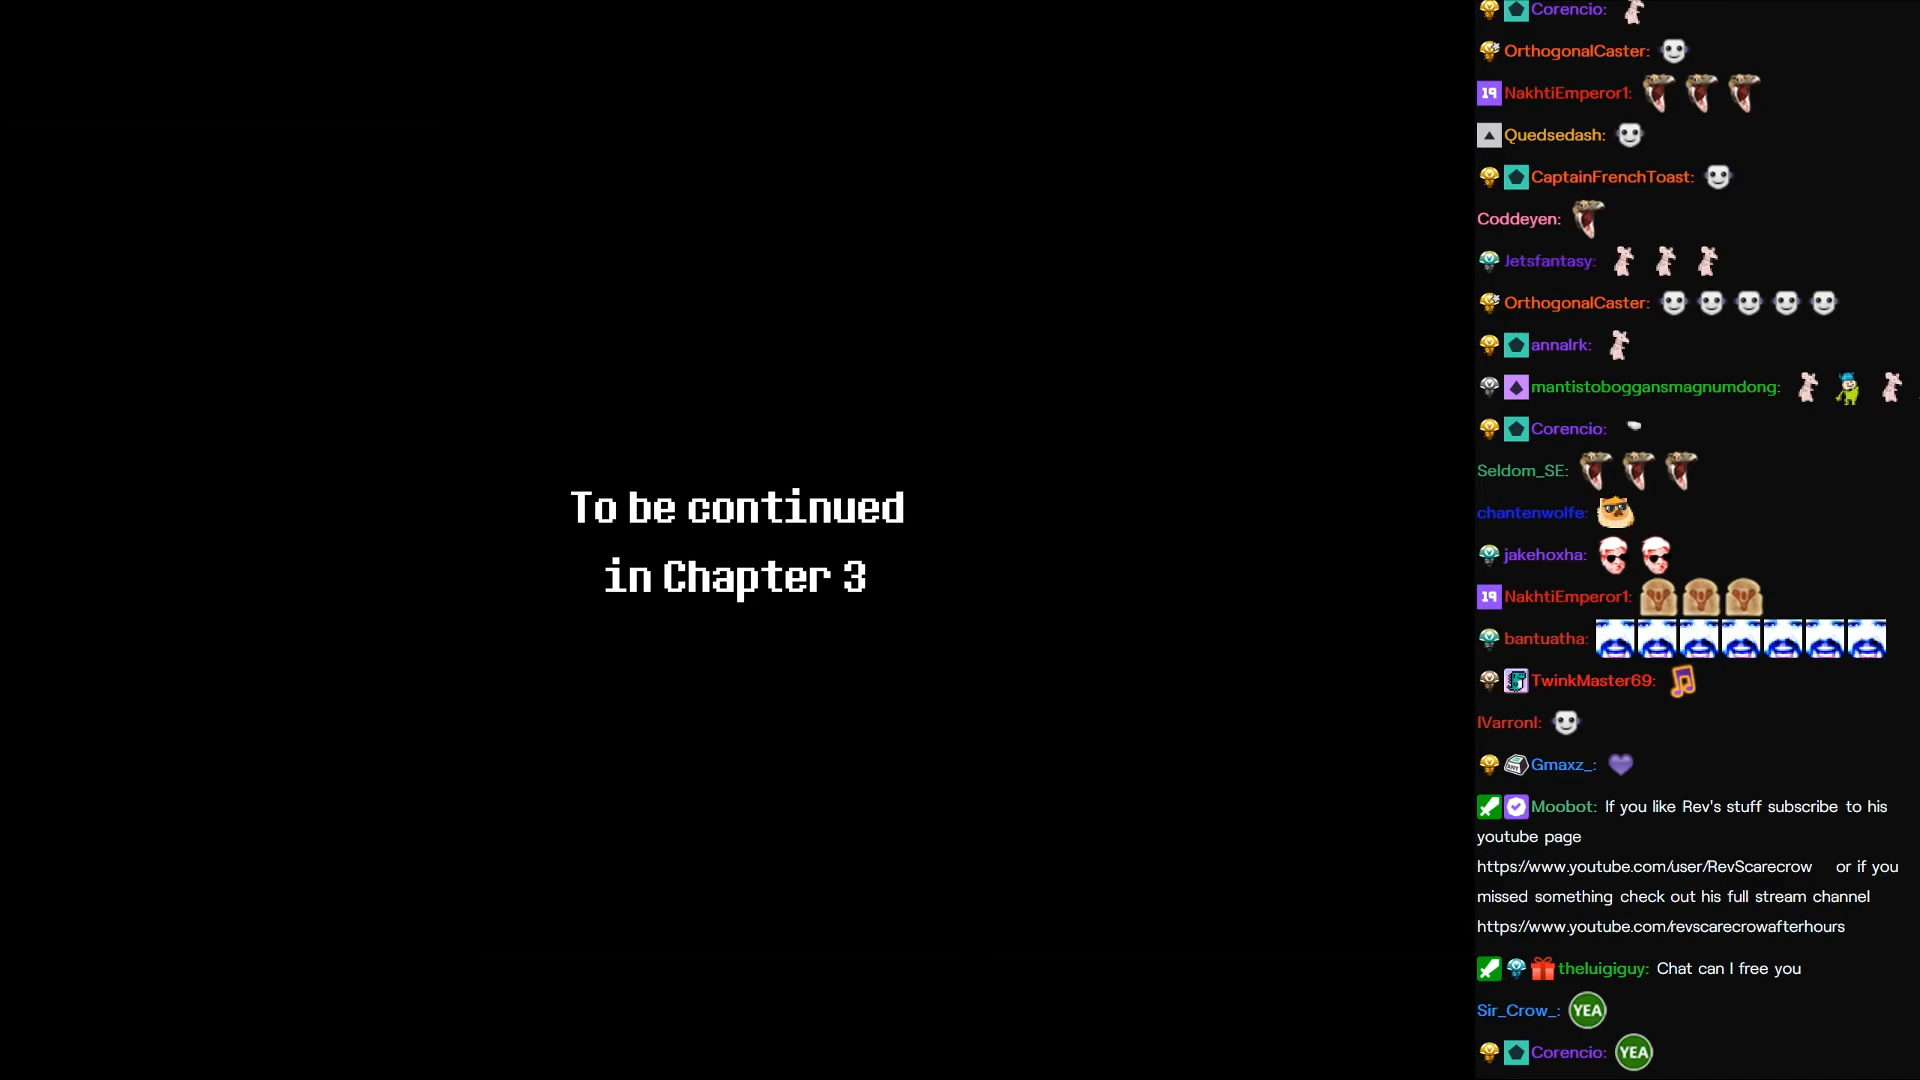 To be continued
in Chapter 3
Corencio:
OrthogonalCaster:
19 NakhtiEmperor1:
Quedsedash:
CaptainFrenchToast:
Coddeyen:
Jetsfantasy:
OrthogonalCaster:
annalrk:
mantistoboggansmagnumdong:
Corencio:
Seldom_SE:
chantenwolfe:
jakehoxha:
19 NakhtiEmperor1:
bantuatha:
TwinkMaster69:
IVarronI:
Gmaxz_:
Moobot: If you like Rev's stuff subscribe to his
youtube page
https://www.youtube.com/user/RevScarecrow or if you
missed something check out his full stream channel
https://www.youtube.com/revscarecrowafterhours
theluigiguy: Chat can I free you
Sir_Crow_: YEA
Corencio: YEA